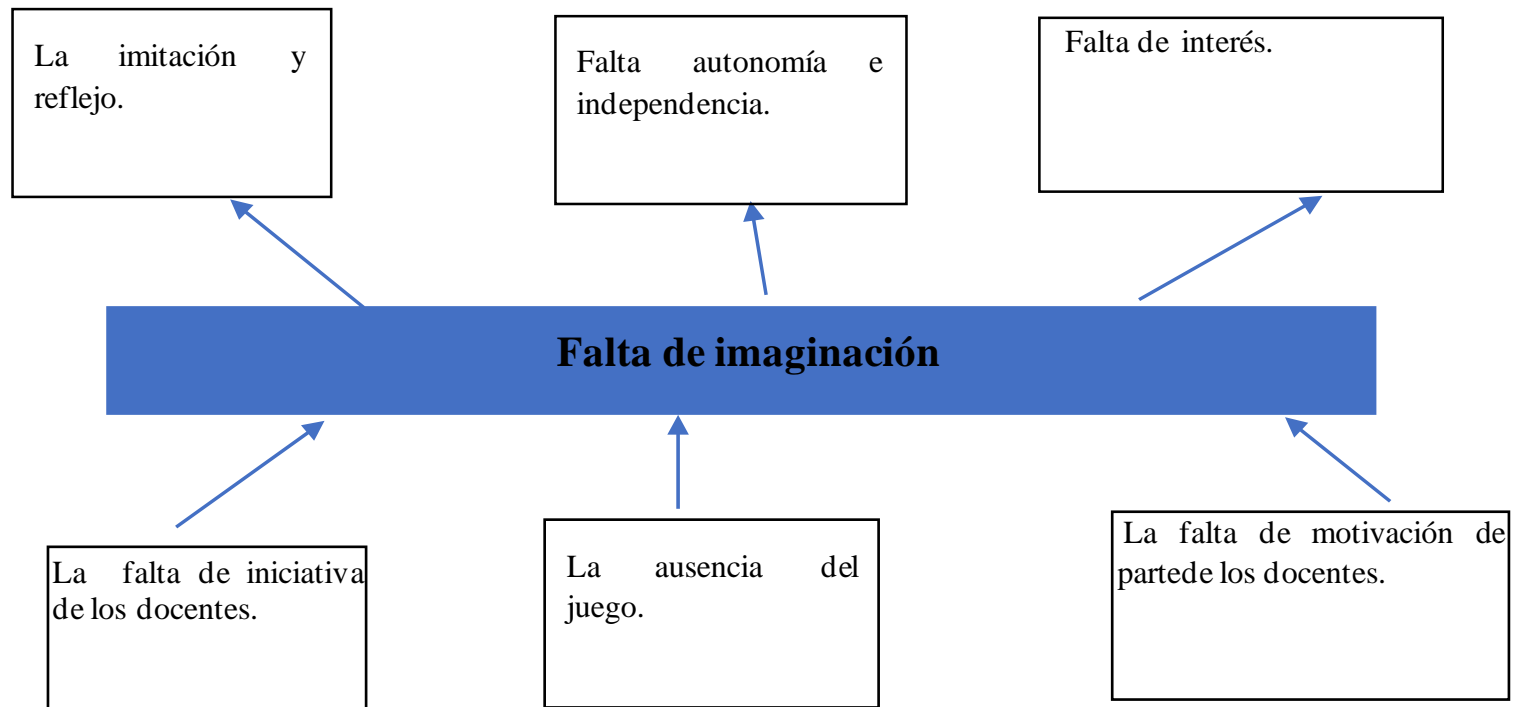 La imitación y
reflejo.
Falta autonomía e
independencia.
Falta de interés.
Falta de imaginación
La falta de iniciativa
de los docentes.
La ausencia del
juego.
La falta de motivación de
partede los docentes.